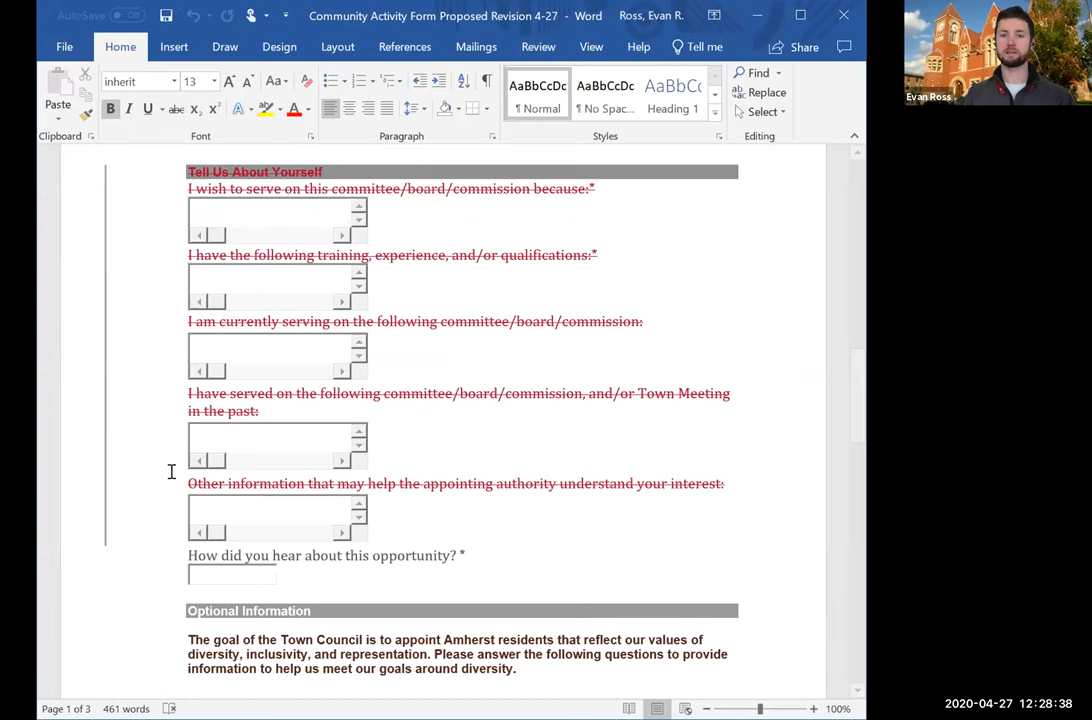 AutoSave Off
Community Activity Form Proposed Revision 4-27 - Word
Ross, Evan R.
File Home Insert Draw Design Layout References Mailings Review View Help Tell me Share
Paste
inherit 13
Aa
B I U abc x₂ x² A A
AaBbCcDc AaBbCcDc AaBbCc
¶ Normal ¶ No Spac... Heading 1
Find
Replace
Select
Clipboard Font Paragraph Styles Editing
Evan Ross
Tell Us About Yourself
I wish to serve on this committee/board/commission because:*
I have the following training, experience, and/or qualifications:*
I am currently serving on the following committee/board/commission:
I have served on the following committee/board/commission, and/or Town Meeting
in the past:
Other information that may help the appointing authority understand your interest:
How did you hear about this opportunity? *
Optional Information
The goal of the Town Council is to appoint Amherst residents that reflect our values of
diversity, inclusivity, and representation. Please answer the following questions to provide
information to help us meet our goals around diversity.
Page 1 of 3 461 words
100%
2020-04-27 12:28:38